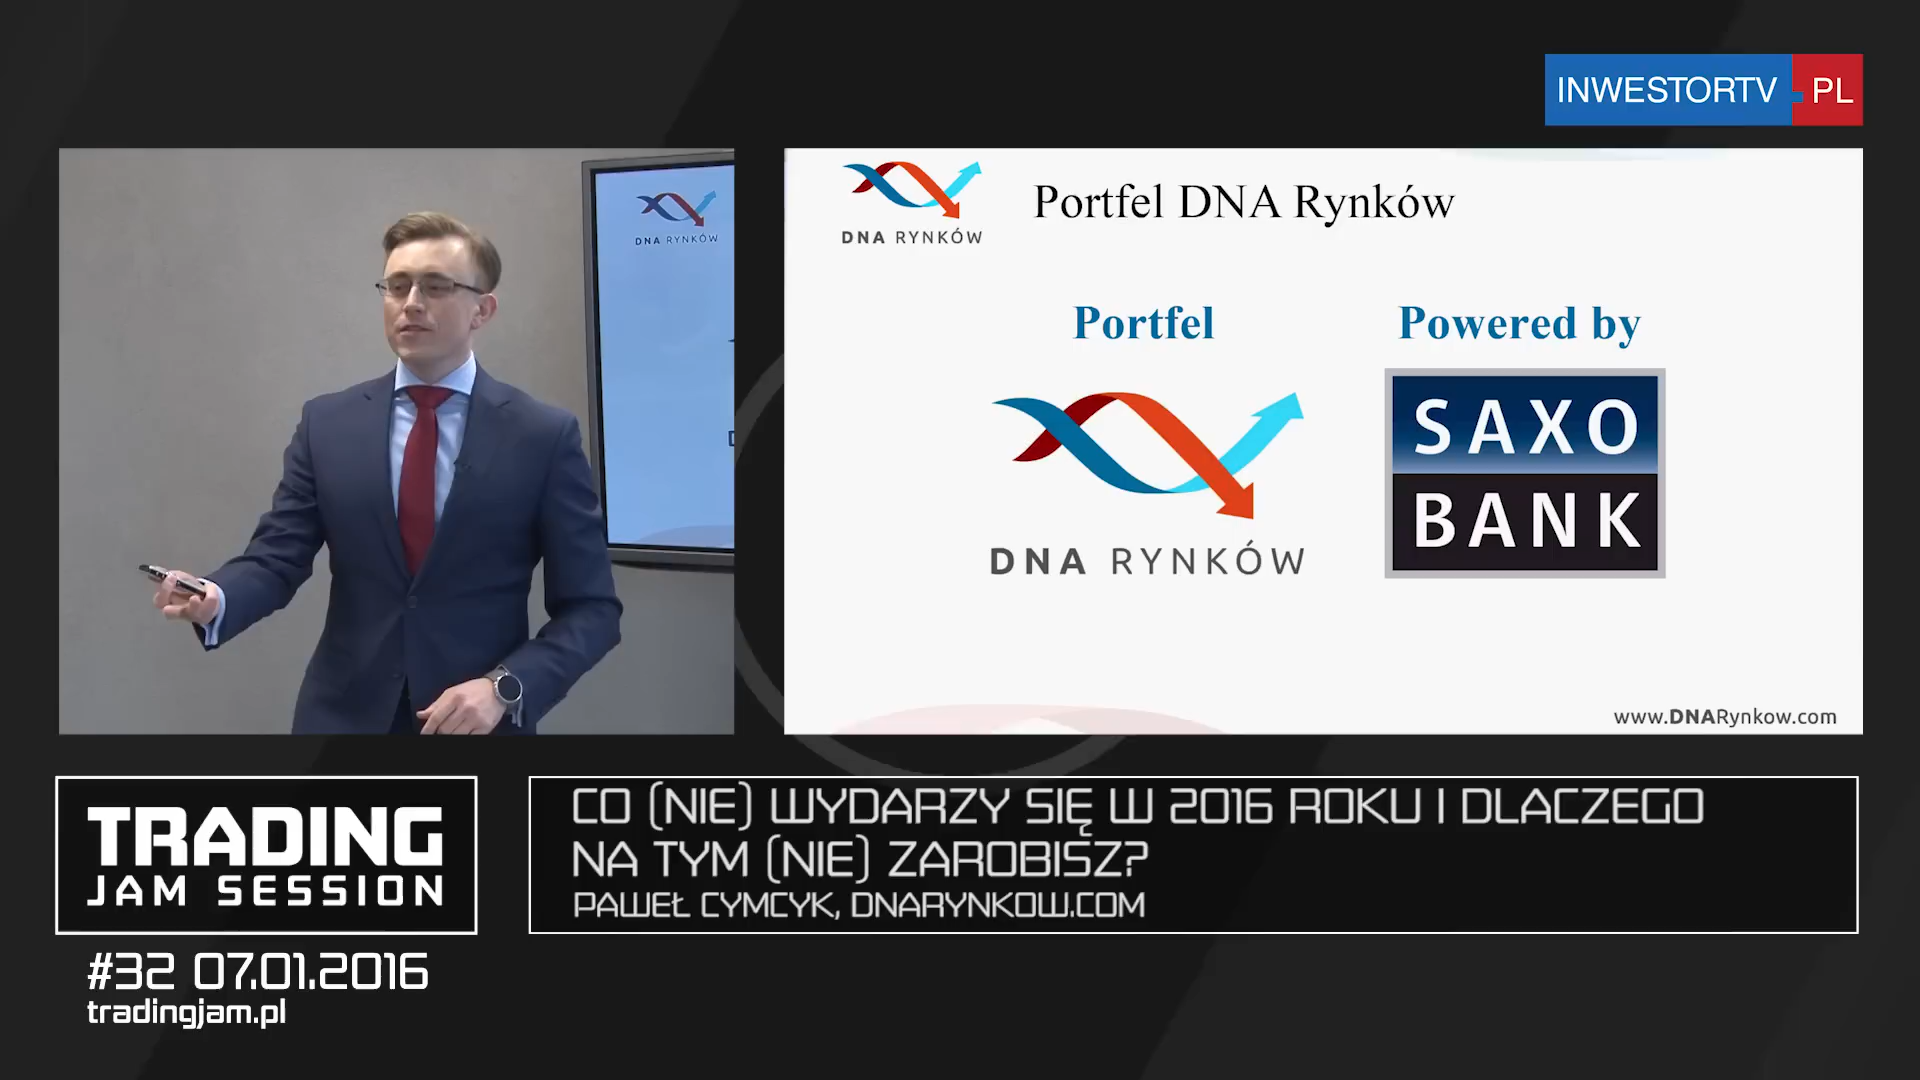 INWESTORTV.PL
DNA RYNKÓW
DNA RYNKÓW
Portfel DNA Rynków
Portfel
Powered by
DNA RYNKÓW
SAXO
BANK
www.DNARynkow.com
TRADING
JAM SESSION
#32 07.01.2016
tradingjam.pl
CO (NIE) WYDARZY SIĘ W 2016 ROKU I DLACZEGO
NA TYM (NIE) ZAROBISZ?
PAWEŁ CYMCYK, DNARYNKOW.COM